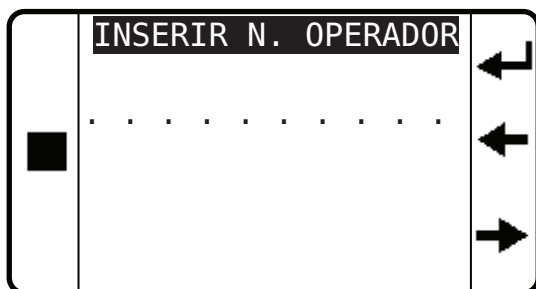 INSERIR N. OPERADOR
. . . . . . . . . .